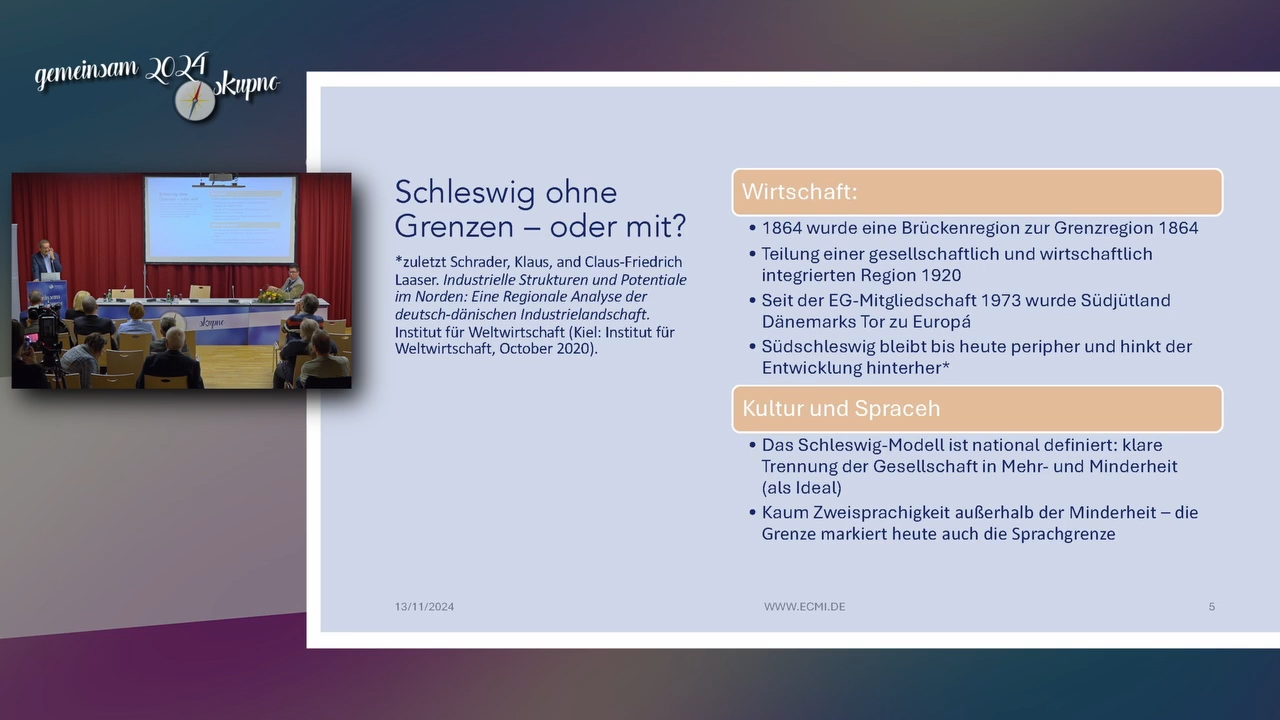 gemeinsam 2024
skupno
Schleswig ohne
Grenzen – oder mit?
*zuletzt Schrader, Klaus, and Claus-Friedrich
Laaser. Industrielle Strukturen und Potentiale
im Norden: Eine Regionale Analyse der
deutsch-dänischen Industrielandschaft.
Institut für Weltwirtschaft (Kiel: Institut für
Weltwirtschaft, October 2020).
Wirtschaft:
• 1864 wurde eine Brückenregion zur Grenzregion 1864
• Teilung einer gesellschaftlich und wirtschaftlich
integrierten Region 1920
• Seit der EG-Mitgliedschaft 1973 wurde Südjütland
Dänemarks Tor zu Europá
• Südschleswig bleibt bis heute peripher und hinkt der
Entwicklung hinterher*
Kultur und Spraceh
• Das Schleswig-Modell ist national definiert: klare
Trennung der Gesellschaft in Mehr- und Minderheit
(als Ideal)
• Kaum Zweisprachigkeit außerhalb der Minderheit – die
Grenze markiert heute auch die Sprachgrenze
13/11/2024
WWW.ECMI.DE
5
skupno